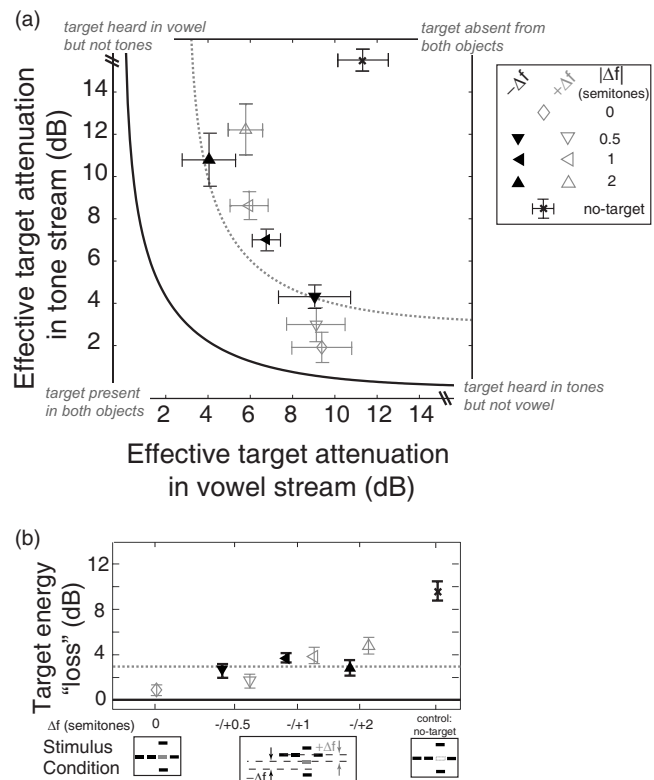 (a)
target heard in vowel
but not tones
target absent from
both objects
14
12
10
8
6
4
2
Effective target attenuation
in tone stream (dB)
−Δf
+Δf
|Δf|
(semitones)
0
0.5
1
2
no-target
target present
in both objects
2 4 6 8 10 12 14
target heard in tones
but not vowel
Effective target attenuation
in vowel stream (dB)
(b)
Target energy
“loss” (dB)
12
8
4
0
Δf (semitones) 0 -/+0.5 -/+1 -/+2 control:
no-target
Stimulus
Condition
+Δf
−Δf